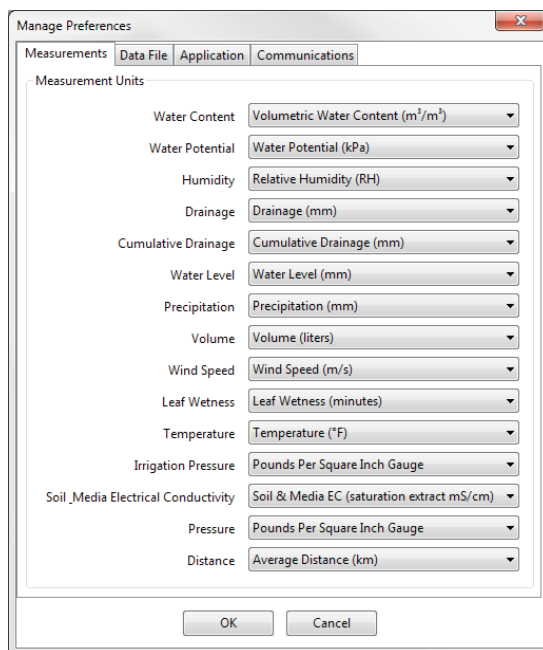 Manage Preferences
Measurements Data File Application Communications
Measurement Units
Water Content Volumetric Water Content (m³/m³)
Water Potential Water Potential (kPa)
Humidity Relative Humidity (RH)
Drainage Drainage (mm)
Cumulative Drainage Cumulative Drainage (mm)
Water Level Water Level (mm)
Precipitation Precipitation (mm)
Volume Volume (liters)
Wind Speed Wind Speed (m/s)
Leaf Wetness Leaf Wetness (minutes)
Temperature Temperature (°F)
Irrigation Pressure Pounds Per Square Inch Gauge
Soil_Media Electrical Conductivity Soil & Media EC (saturation extract mS/cm)
Pressure Pounds Per Square Inch Gauge
Distance Average Distance (km)
OK Cancel